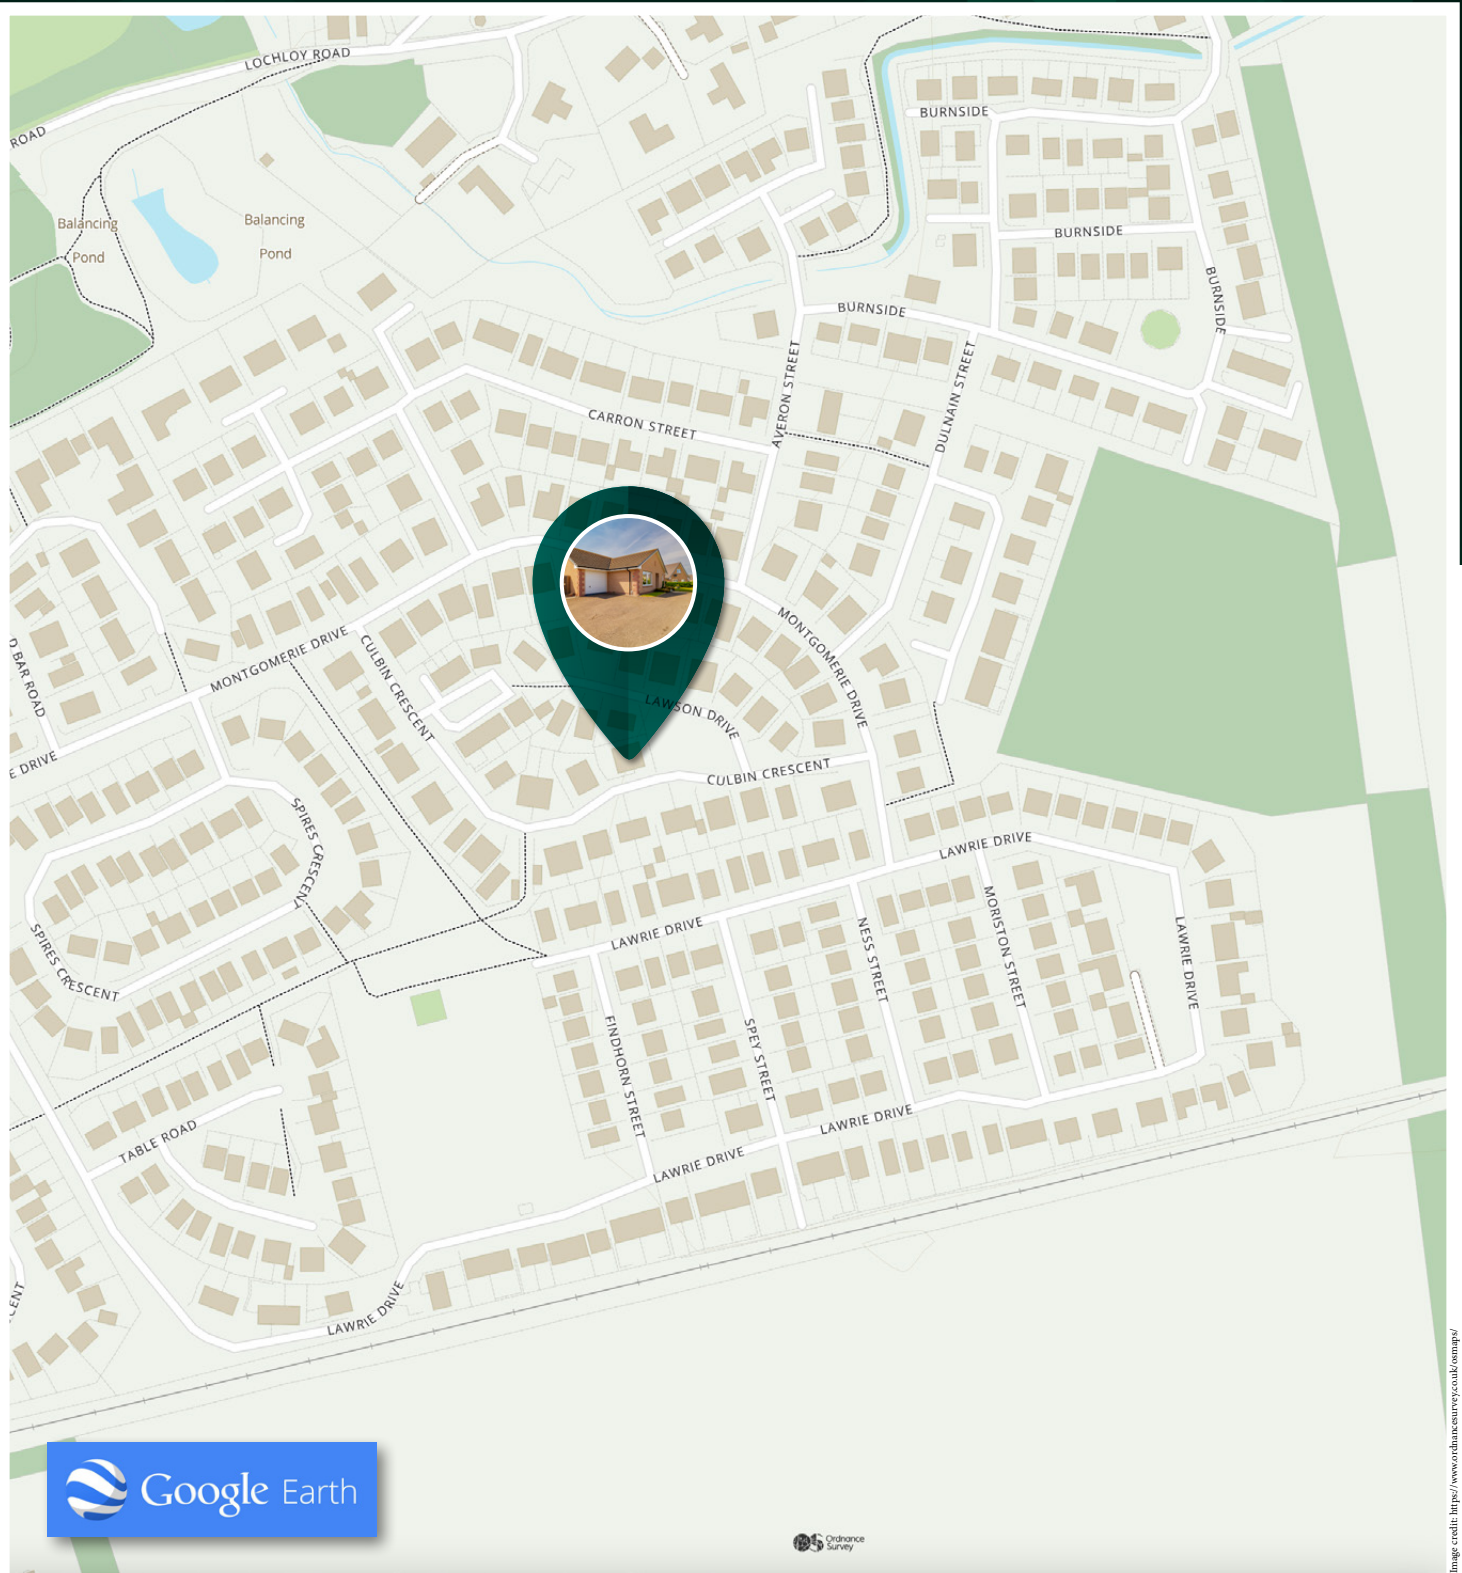 LOCHLOY ROAD
ROAD
BURNSIDE
Balancing
Pond
Balancing
Pond
BURNSIDE
BURNSIDE
BURNSIDE
AVERON STREET
DULNAIN STREET
CARRON STREET
MONTGOMERIE DRIVE
MONTGOMERIE DRIVE
CULBIN CRESCENT
D BAR ROAD
LAWSON DRIVE
E DRIVE
CULBIN CRESCENT
SPIRES CRESCENT
LAWRIE DRIVE
MORISTON STREET
LAWRIE DRIVE
NESS STREET
LAWRIE DRIVE
SPIRES CRESCENT
FINDHORN STREET
SPEY STREET
LAWRIE DRIVE
TABLE ROAD
LAWRIE DRIVE
CENT
LAWRIE DRIVE
Google Earth
Ordnance
Survey
Image credit: https://www.ordnancesurvey.co.uk/osmaps/